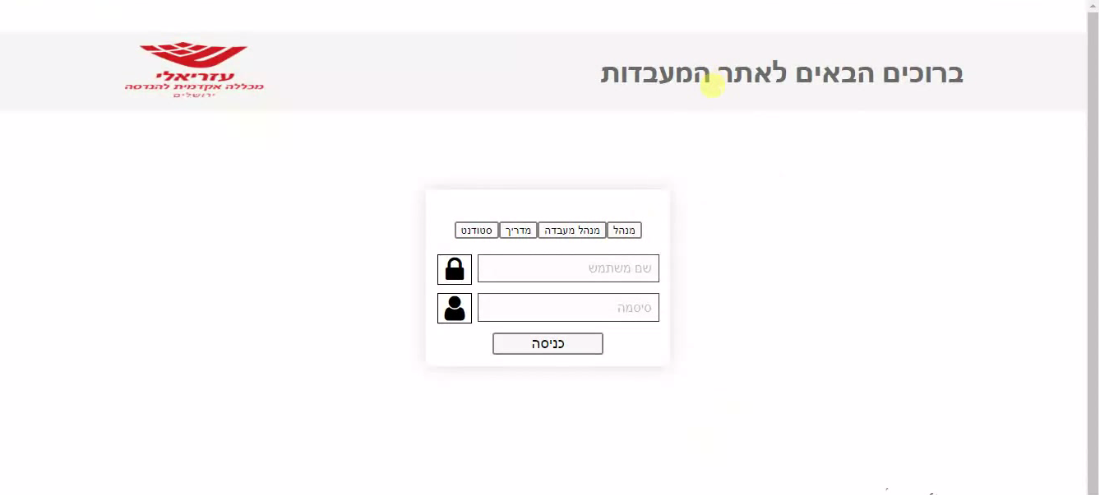 ברוכים הבאים לאתר המעבדות
עזריאלי
מכללה אקדמית להנדסה
ירושלים
מנהל מנהל מעבדה מדריך סטודנט
שם משתמש
סיסמה
כניסה